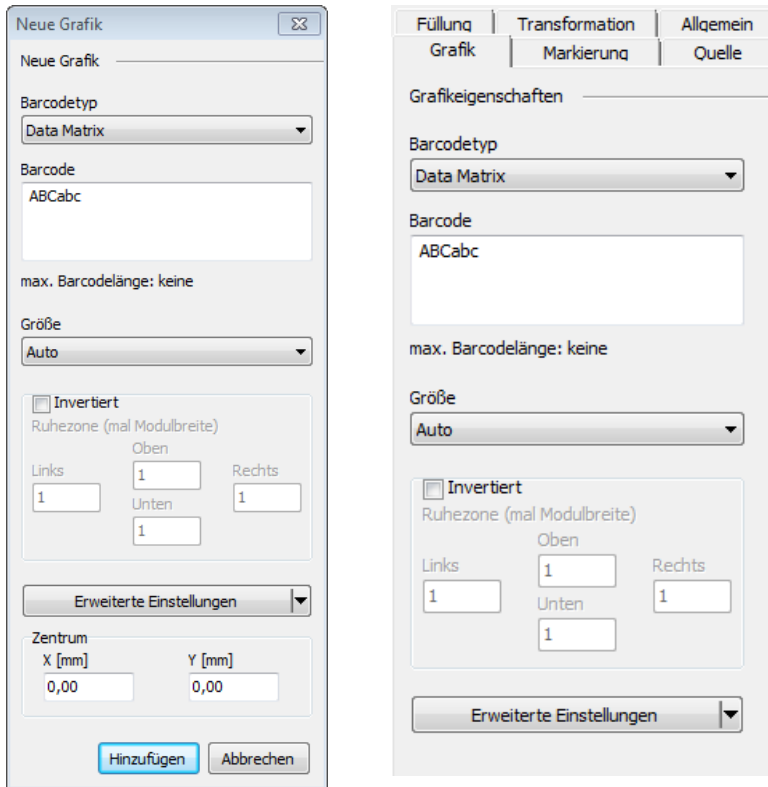 Neue Grafik
Neue Grafik
Barcodetyp
Data Matrix
Barcode
ABCabc
max. Barcodelänge: keine
Größe
Auto
Invertiert
Ruhezone (mal Modulbreite)
Oben
Links 1 Rechts
1 Unten 1
1
Erweiterte Einstellungen
Zentrum
X [mm] Y [mm]
0,00 0,00
Hinzufügen Abbrechen
Füllung Transformation Allgemein
Grafik Markierung Quelle
Grafikeigenschaften
Barcodetyp
Data Matrix
Barcode
ABCabc
max. Barcodelänge: keine
Größe
Auto
Invertiert
Ruhezone (mal Modulbreite)
Oben
Links 1 Rechts
1 Unten 1
1
Erweiterte Einstellungen